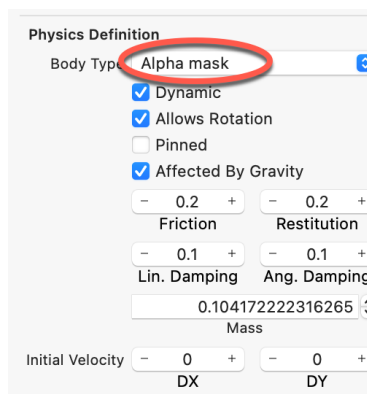 Physics Definition
Body Type Alpha mask
Dynamic
Allows Rotation
Pinned
Affected By Gravity
− 0.2 + − 0.2 +
Friction Restitution
− 0.1 + − 0.1 +
Lin. Damping Ang. Damping
0.104172222316265
Mass
Initial Velocity − 0 + − 0 +
DX DY